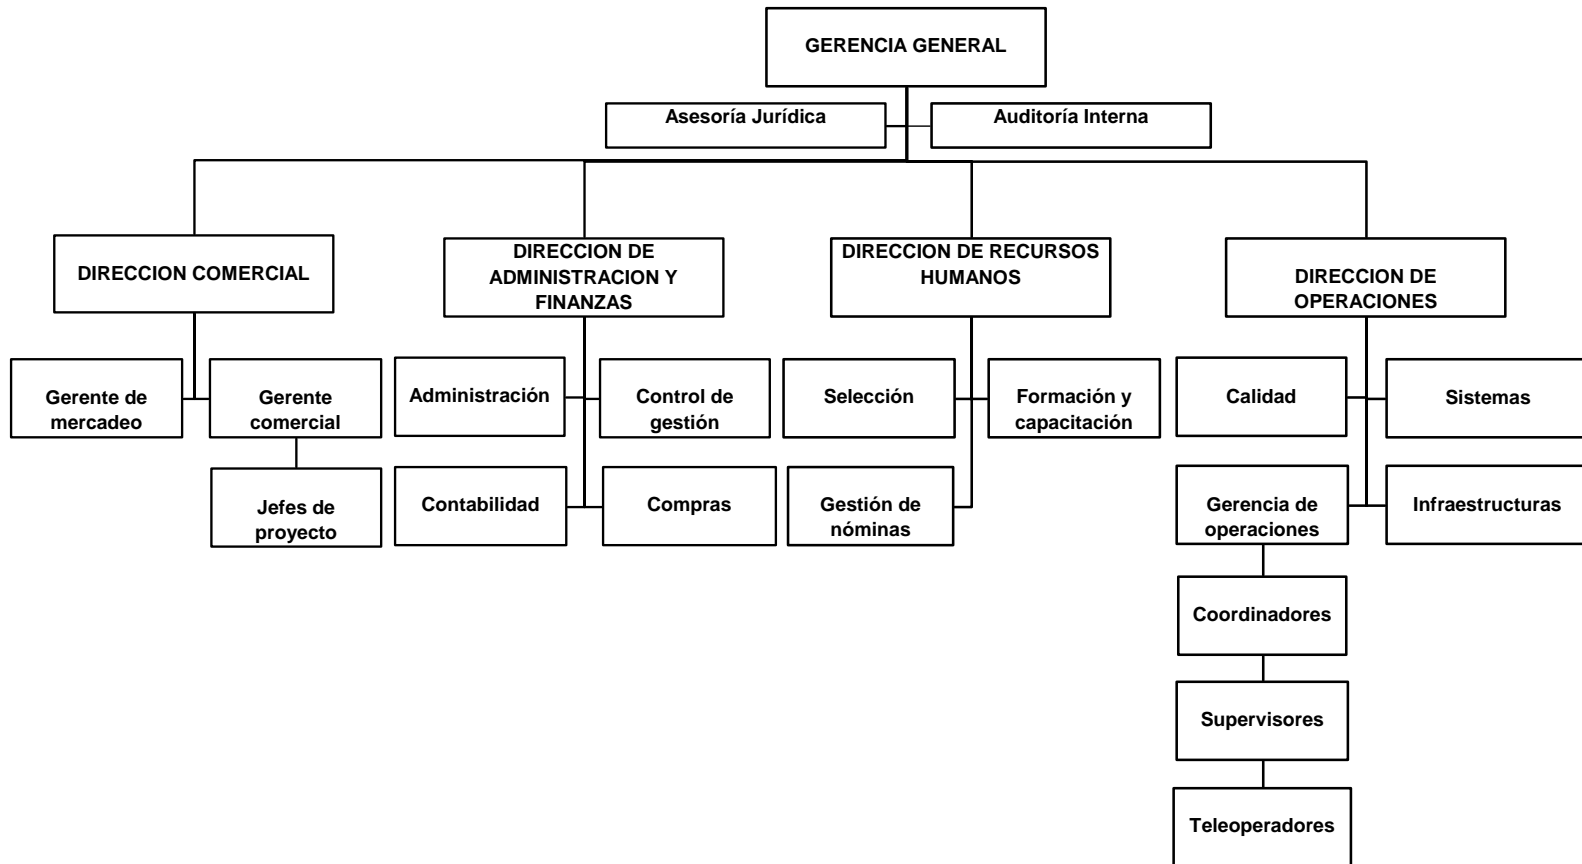 GERENCIA GENERAL
Asesoría Jurídica
Auditoría Interna
DIRECCION COMERCIAL
DIRECCION DE
ADMINISTRACION Y
FINANZAS
DIRECCION DE RECURSOS
HUMANOS
DIRECCION DE
OPERACIONES
Gerente de
mercadeo
Gerente
comercial
Administración
Control de
gestión
Selección
Formación y
capacitación
Calidad
Sistemas
Jefes de
proyecto
Contabilidad
Compras
Gestión de
nóminas
Gerencia de
operaciones
Infraestructuras
Coordinadores
Supervisores
Teleoperadores